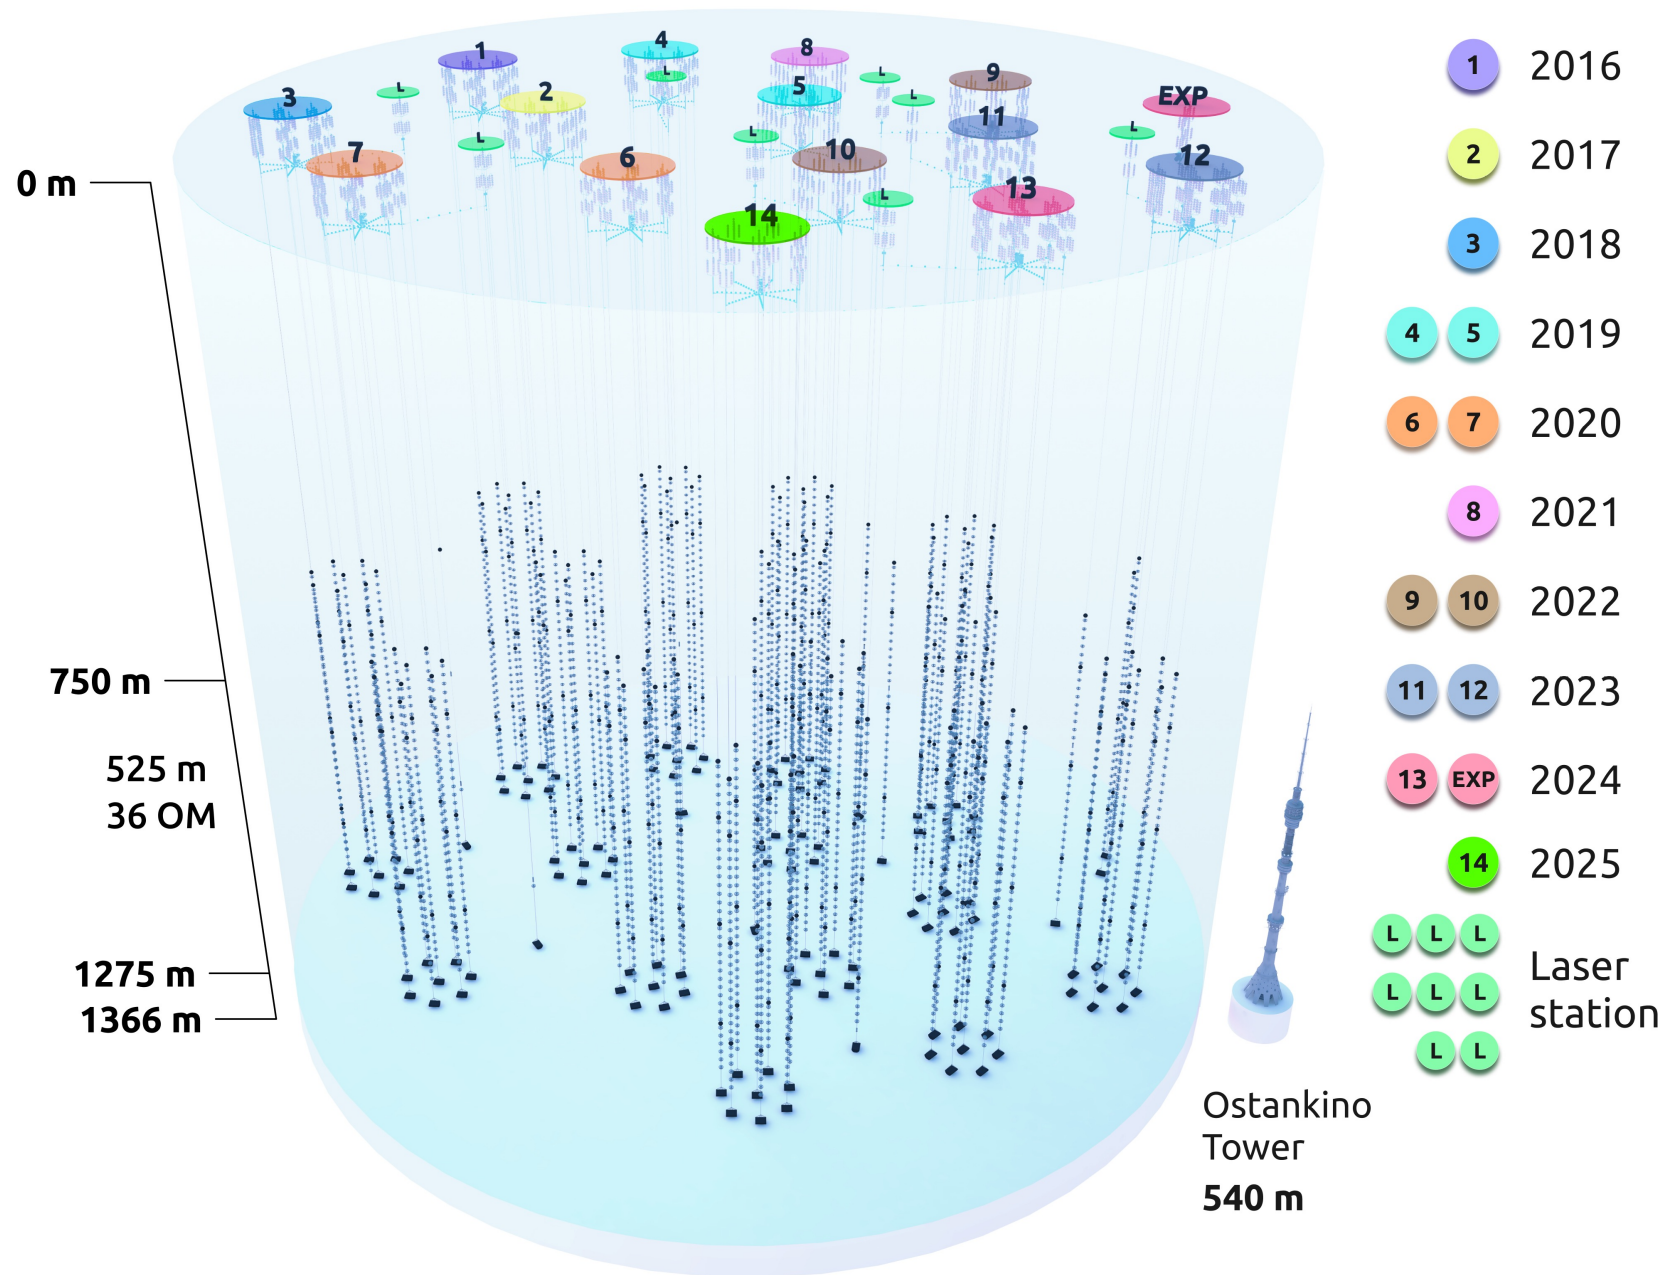 1
4
8
9
EXP
3
L
L
2
5
L
L
11
L
7
L
6
L
10
12
13
L
14
0 m
750 m
525 m
36 OM
1275 m
1366 m
Ostankino
Tower
540 m
1 2016
2 2017
3 2018
4 5 2019
6 7 2020
8 2021
9 10 2022
11 12 2023
13 EXP 2024
14 2025
L L L
L L L
L L
Laser
station